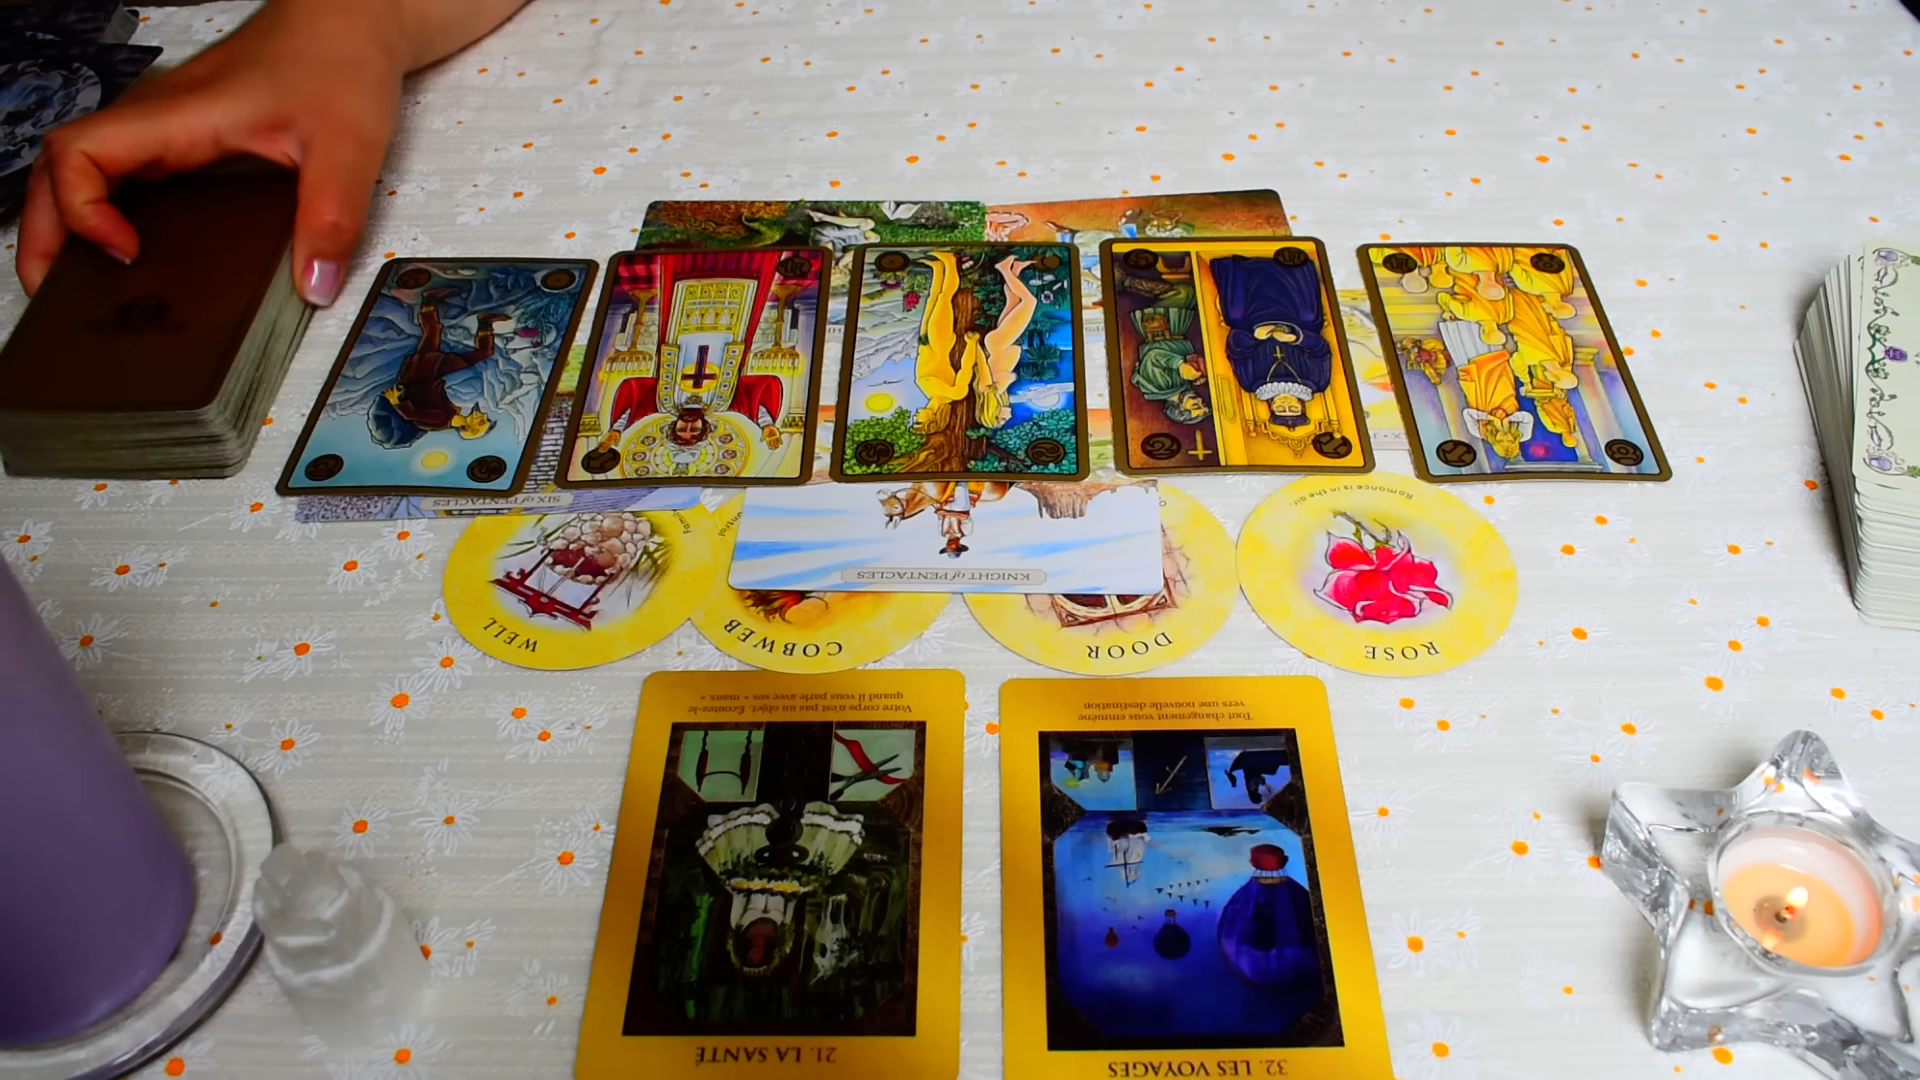 SIX of PENTACLES
KNIGHT of PENTACLES
Romance is in the air.
WELL
COBWEB
DOOR
ROSE
Votre corps n'est pas un objet. Écoutez-le
quand il vous parle avec ses « maux »
21. LA SANTÉ
Tout changement vous emmène
vers une nouvelle destination
32. LES VOYAGES